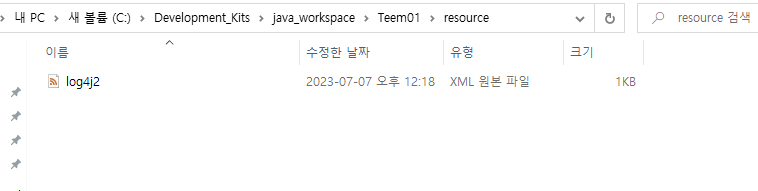 내 PC > 새 볼륨 (C:) > Development_Kits > java_workspace > Teem01 > resource
resource 검색
이름 수정한 날짜 유형 크기
log4j2 2023-07-07 오후 12:18 XML 원본 파일 1KB